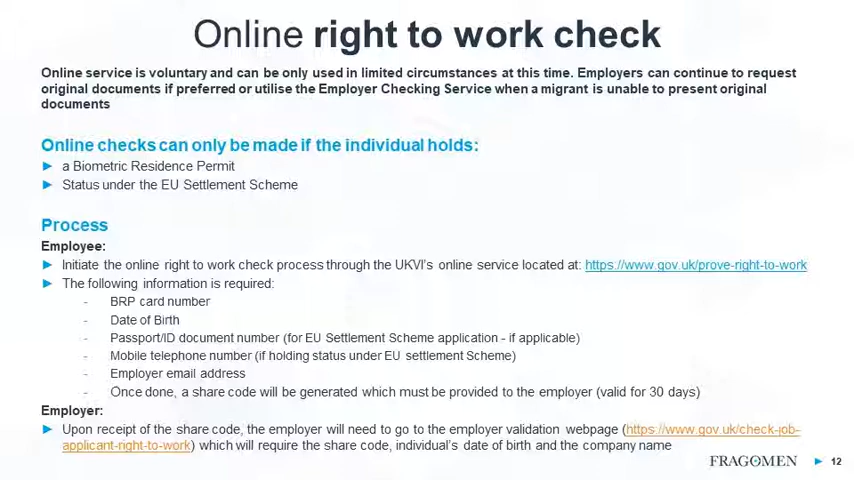 Online right to work check
Online service is voluntary and can be only used in limited circumstances at this time. Employers can continue to request
original documents if preferred or utilise the Employer Checking Service when a migrant is unable to present original
documents
Online checks can only be made if the individual holds:
► a Biometric Residence Permit
► Status under the EU Settlement Scheme
Process
Employee:
► Initiate the online right to work check process through the UKVI's online service located at: https://www.gov.uk/prove-right-to-work
► The following information is required:
- BRP card number
- Date of Birth
- Passport/ID document number (for EU Settlement Scheme application - if applicable)
- Mobile telephone number (if holding status under EU settlement Scheme)
- Employer email address
- Once done, a share code will be generated which must be provided to the employer (valid for 30 days)
Employer:
► Upon receipt of the share code, the employer will need to go to the employer validation webpage (https://www.gov.uk/check-job-
applicant-right-to-work) which will require the share code, individual's date of birth and the company name
FRAGOMEN ► 12